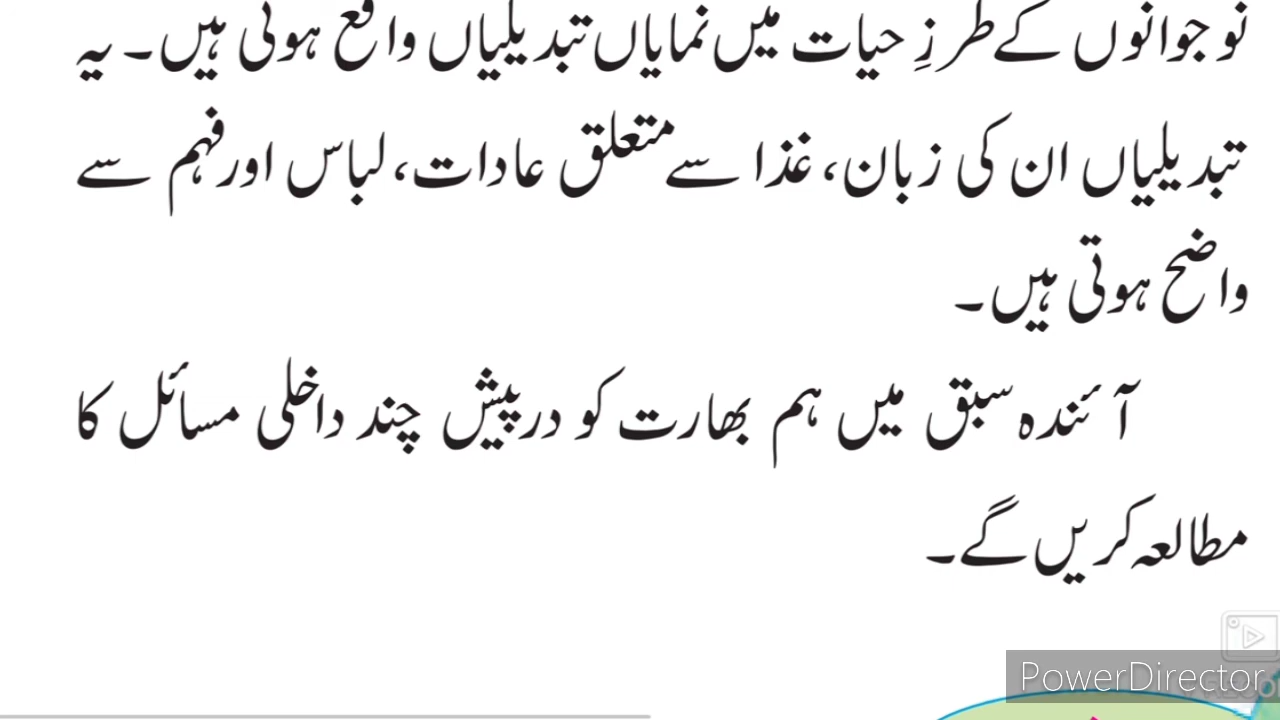 نوجوانوں کے طرزِ حیات میں نمایاں تبدیلیاں واقع ہوئی ہیں۔ یہ
تبدیلیاں ان کی زبان، غذا سے متعلق عادات، لباس اور فہم سے
واضح ہوتی ہیں۔
آئندہ سبق میں ہم بھارت کو درپیش چند داخلی مسائل کا
مطالعہ کریں گے۔
PowerDirector